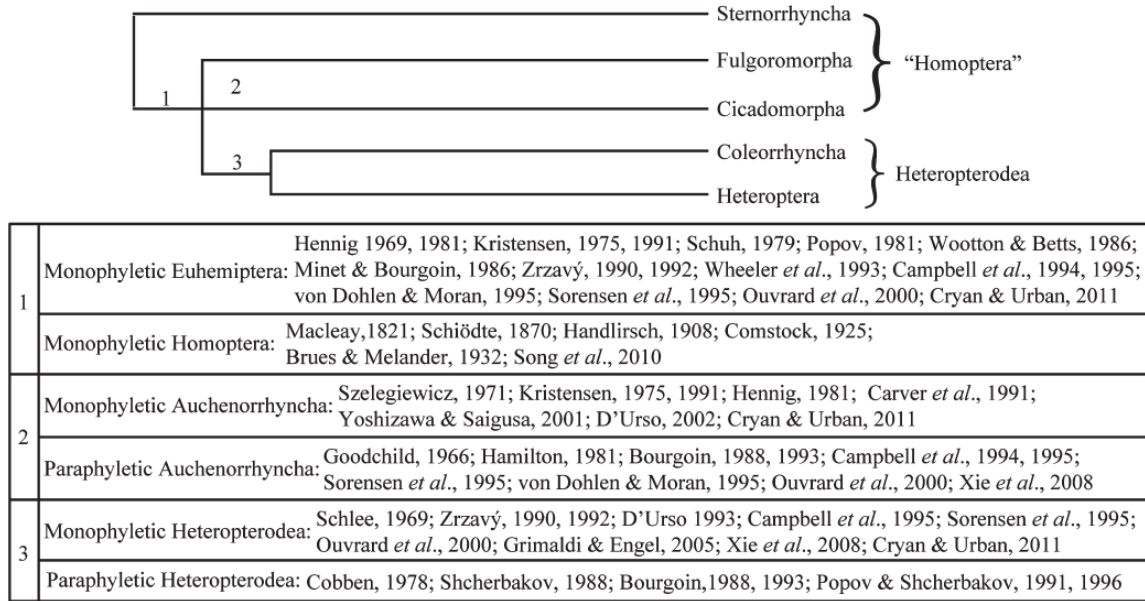 Sternorrhyncha
Fulgoromorpha
"Homoptera"
2
1
Cicadomorpha
Coleorrhyncha
3
Heteropterodea
Heteroptera
1
Monophyletic Euhemiptera: Hennig 1969, 1981; Kristensen, 1975, 1991; Schuh, 1979; Popov, 1981; Wootton & Betts, 1986;
Minet & Bourgoin, 1986; Zrzavý, 1990, 1992; Wheeler et al., 1993; Campbell et al., 1994, 1995;
von Dohlen & Moran, 1995; Sorensen et al., 1995; Ouvrard et al., 2000; Cryan & Urban, 2011
Monophyletic Homoptera: Macleay,1821; Schiödte, 1870; Handlirsch, 1908; Comstock, 1925;
Brues & Melander, 1932; Song et al., 2010
2
Monophyletic Auchenorrhyncha: Szelegiewicz, 1971; Kristensen, 1975, 1991; Hennig, 1981; Carver et al., 1991;
Yoshizawa & Saigusa, 2001; D'Urso, 2002; Cryan & Urban, 2011
Paraphyletic Auchenorrhyncha: Goodchild, 1966; Hamilton, 1981; Bourgoin, 1988, 1993; Campbell et al., 1994, 1995;
Sorensen et al., 1995; von Dohlen & Moran, 1995; Ouvrard et al., 2000; Xie et al., 2008
3
Monophyletic Heteropterodea: Schlee, 1969; Zrzavý, 1990, 1992; D'Urso 1993; Campbell et al., 1995; Sorensen et al., 1995;
Ouvrard et al., 2000; Grimaldi & Engel, 2005; Xie et al., 2008; Cryan & Urban, 2011
Paraphyletic Heteropterodea: Cobben, 1978; Shcherbakov, 1988; Bourgoin,1988, 1993; Popov & Shcherbakov, 1991, 1996